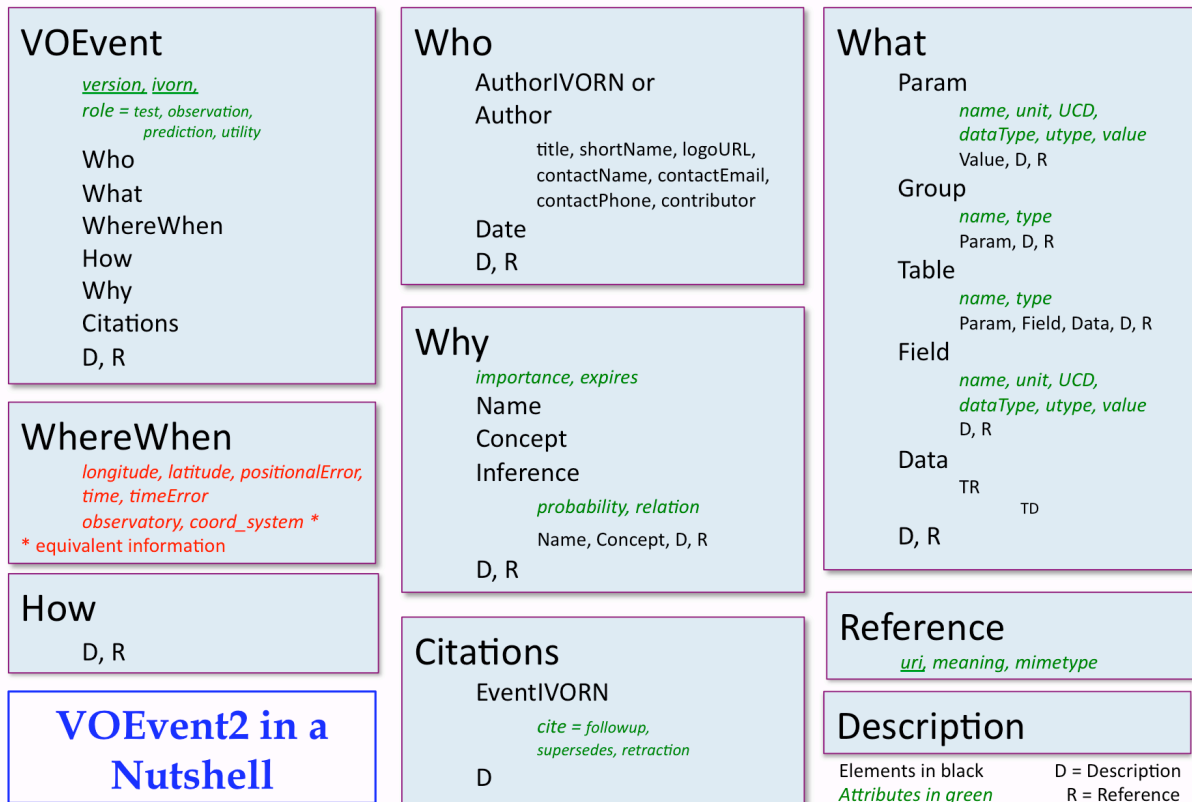 VOEvent
version, ivorn,
role = test, observation,
prediction, utility
Who
What
WhereWhen
How
Why
Citations
D, R
WhereWhen
longitude, latitude, positionalError,
time, timeError
observatory, coord_system *
* equivalent information
How
D, R
VOEvent2 in a
Nutshell
Who
AuthorIVORN or
Author
title, shortName, logoURL,
contactName, contactEmail,
contactPhone, contributor
Date
D, R
Why
importance, expires
Name
Concept
Inference
probability, relation
Name, Concept, D, R
D, R
Citations
EventIVORN
cite = followup,
supersedes, retraction
D
What
Param
name, unit, UCD,
dataType, utype, value
Value, D, R
Group
name, type
Param, D, R
Table
name, type
Param, Field, Data, D, R
Field
name, unit, UCD,
dataType, utype, value
D, R
Data
TR
TD
D, R
Reference
uri, meaning, mimetype
Description
Elements in black D = Description
Attributes in green R = Reference